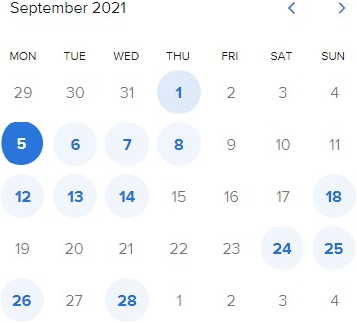 September 2021
MON TUE WED THU FRI SAT SUN
29 30 31 1 2 3 4
5 6 7 8 9 10 11
12 13 14 15 16 17 18
19 20 21 22 23 24 25
26 27 28 1 2 3 4